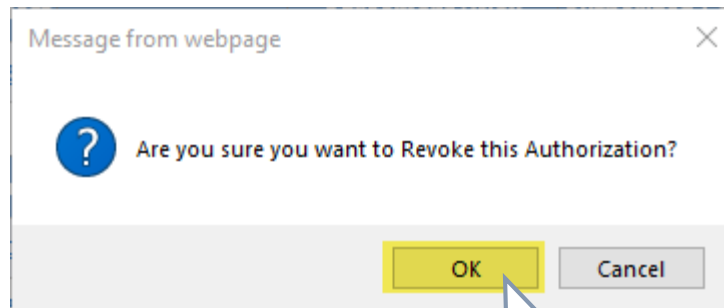 Message from webpage
Are you sure you want to Revoke this Authorization?
OK
Cancel